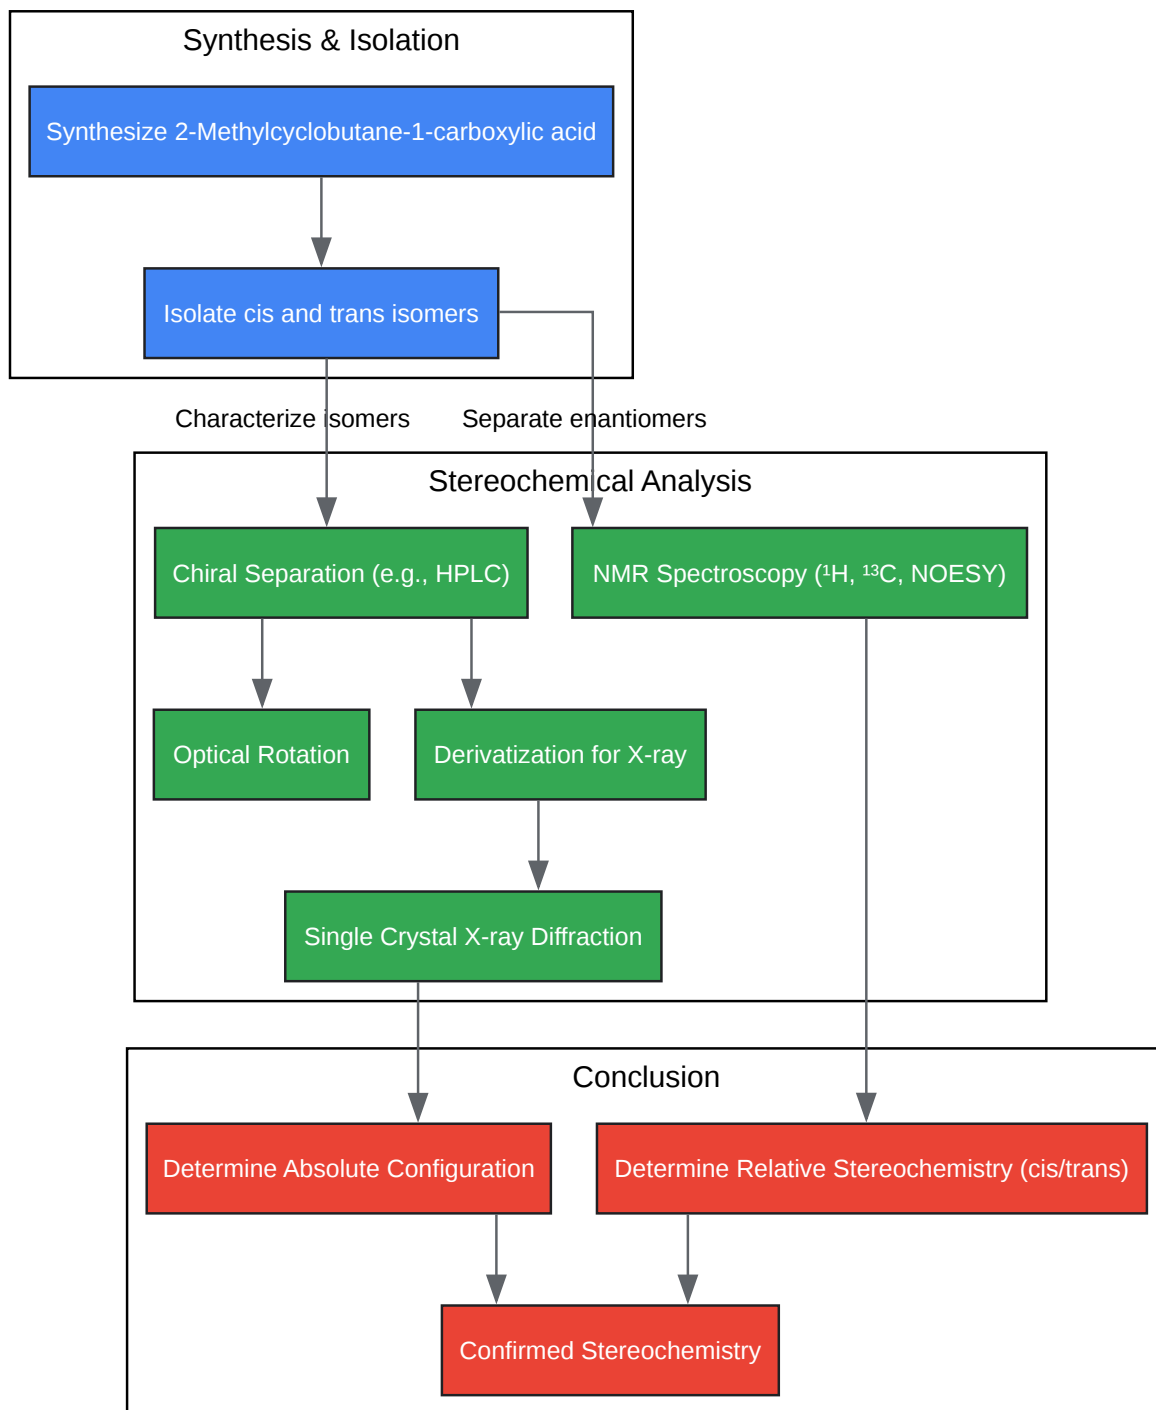 Synthesis & Isolation
Synthesize 2-Methylcyclobutane-1-carboxylic acid
Isolate cis and trans isomers
Characterize isomers
Separate enantiomers
Stereochemical Analysis
Chiral Separation (e.g., HPLC)
NMR Spectroscopy (¹H, ¹³C, NOESY)
Optical Rotation
Derivatization for X-ray
Single Crystal X-ray Diffraction
Conclusion
Determine Absolute Configuration
Determine Relative Stereochemistry (cis/trans)
Confirmed Stereochemistry